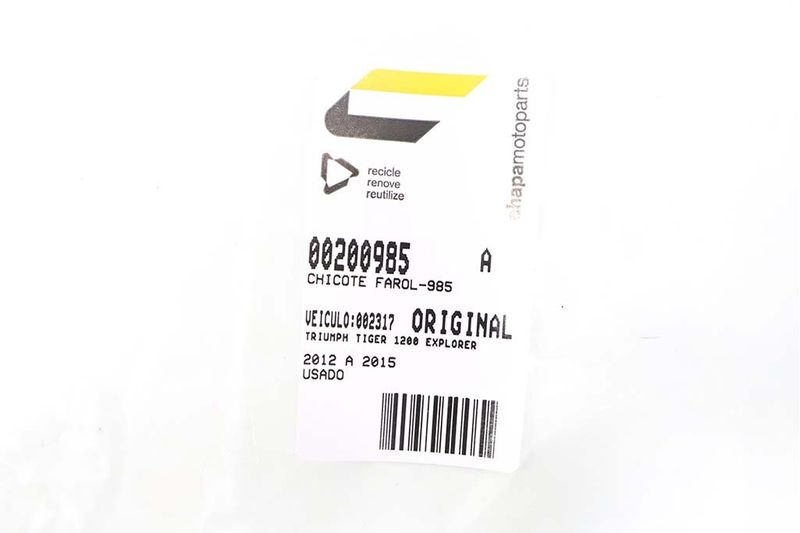 chapamotoparts
recicle
renove
reutilize
00200985 A
CHICOTE FAROL-985
VEICULO:002317 ORIGINAL
TRIUMPH TIGER 1200 EXPLORER
2012 A 2015
USADO